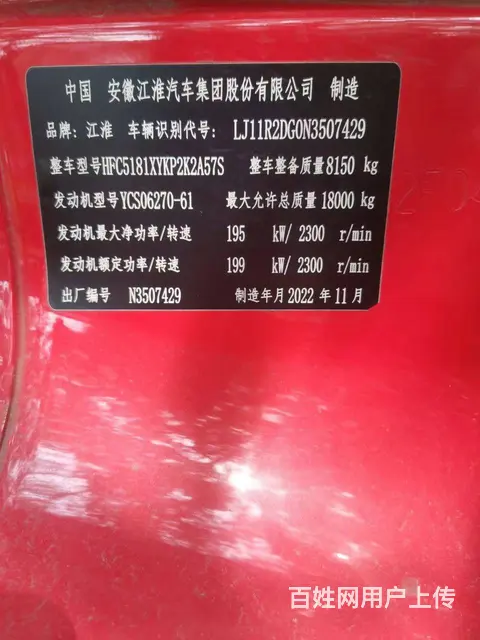 中国 安徽江淮汽车集团股份有限公司 制造
品牌: 江淮 车辆识别代号: LJ11R2DG0N3507429
整车型号HFC5181XYKP2K2A57S 整车整备质量8150 kg
发动机型号YCS06270-61 最大允许总质量18000 kg
发动机最大净功率/转速 195 kW/ 2300 r/min
发动机额定功率/转速 199 kW/ 2300 r/min
出厂编号 N3507429 制造年月2022 年11 月
百姓网用户上传